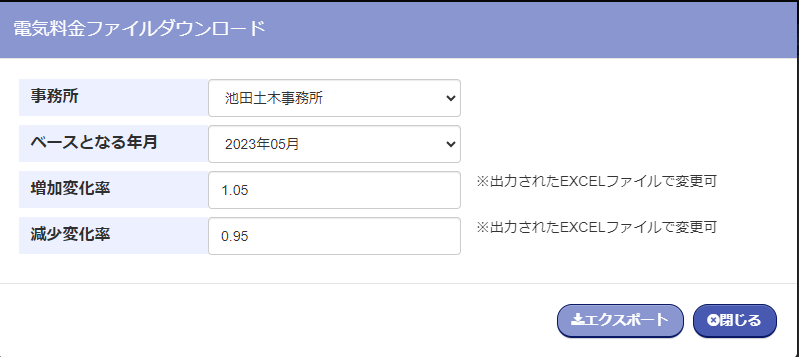 電気料金ファイルダウンロード
事務所 池田土木事務所
ベースとなる年月 2023年05月
増加変化率 1.05 ※出力されたEXCELファイルで変更可
減少変化率 0.95 ※出力されたEXCELファイルで変更可
エクスポート 閉じる